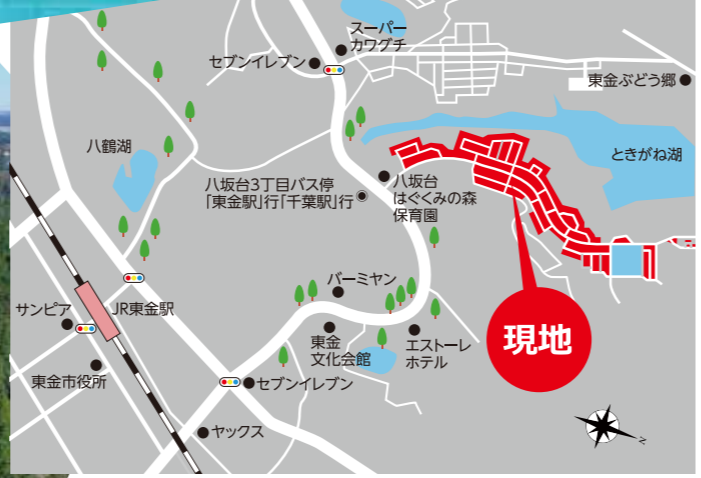 スーパー
カワグチ
セブンイレブン
東金ぶどう郷
八鶴湖
ときがね湖
八坂台3丁目バス停
「東金駅」行「千葉駅」行
八坂台
はぐくみの森
保育園
バーミヤン
サンピア
JR東金駅
現地
東金
文化会館
エストーレ
ホテル
東金市役所
セブンイレブン
ヤックス
N